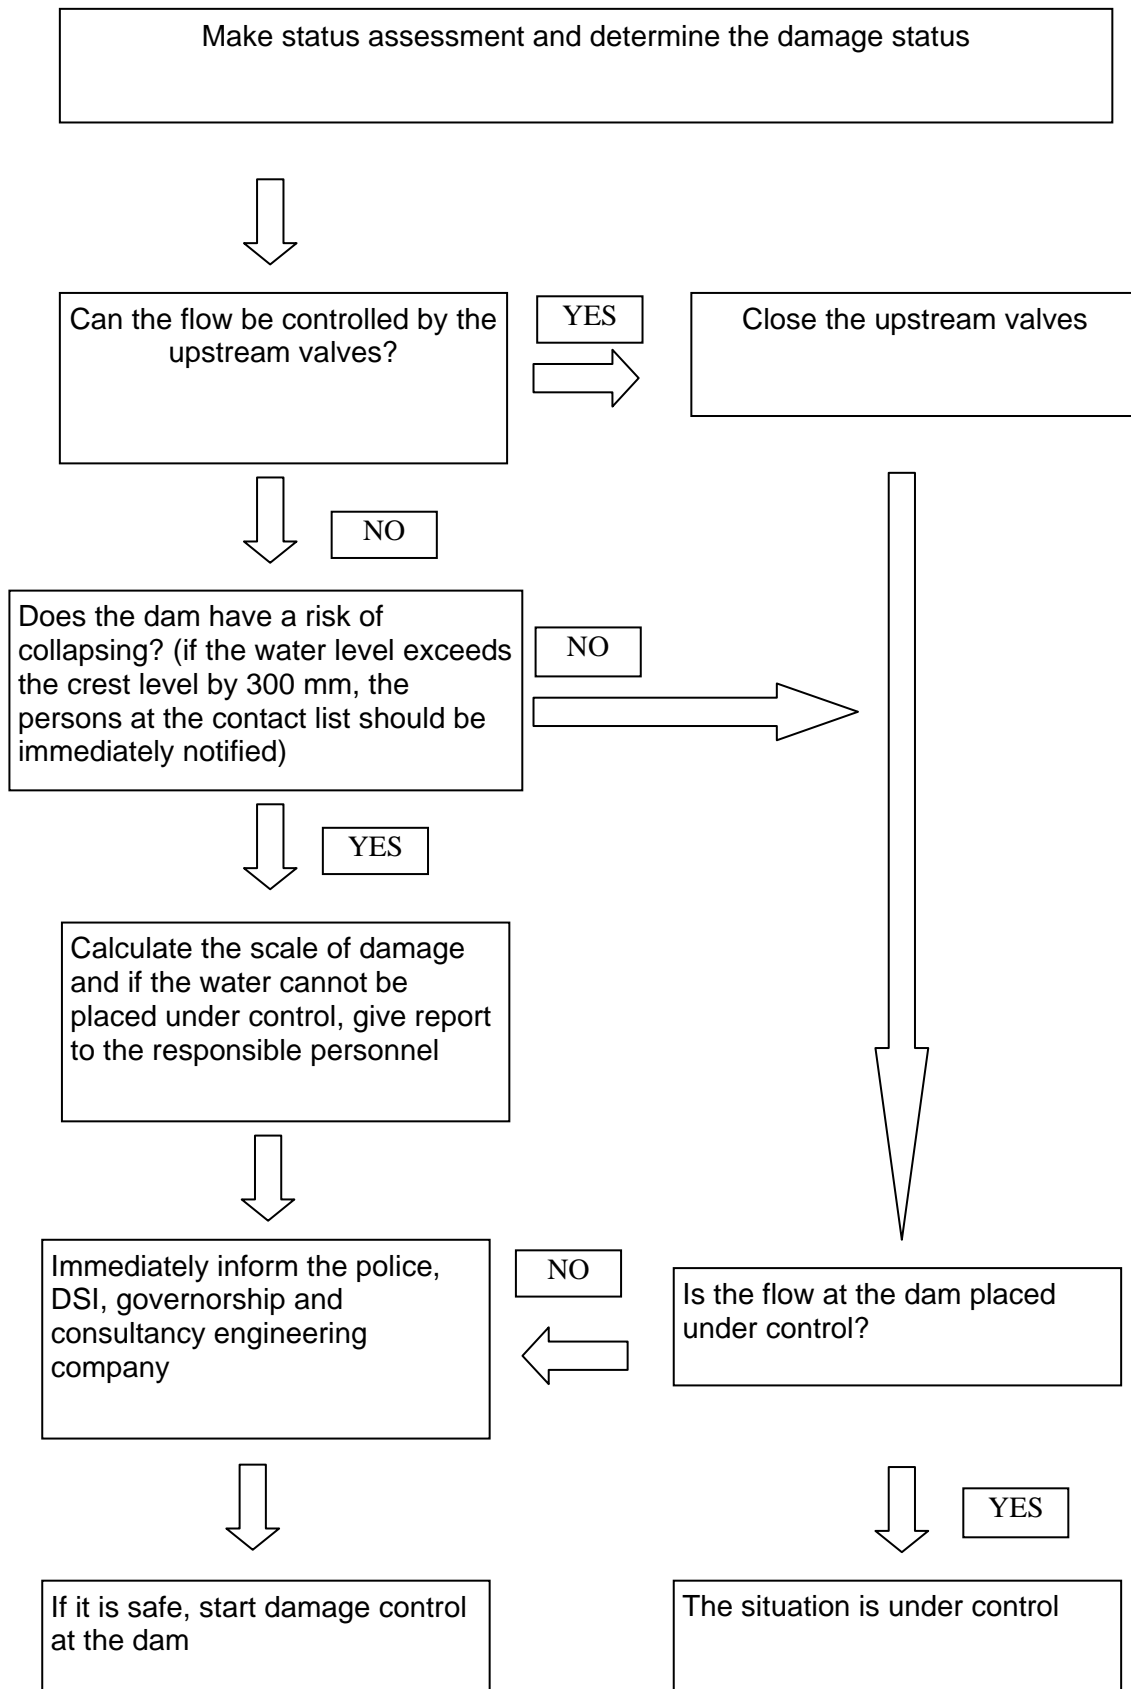 Make status assessment and determine the damage status
Can the flow be controlled by the
upstream valves?
YES
Close the upstream valves
NO
Does the dam have a risk of
collapsing? (if the water level exceeds
the crest level by 300 mm, the
persons at the contact list should be
immediately notified)
NO
YES
Calculate the scale of damage
and if the water cannot be
placed under control, give report
to the responsible personnel
Immediately inform the police,
DSI, governorship and
consultancy engineering
company
NO
Is the flow at the dam placed
under control?
YES
If it is safe, start damage control
at the dam
The situation is under control